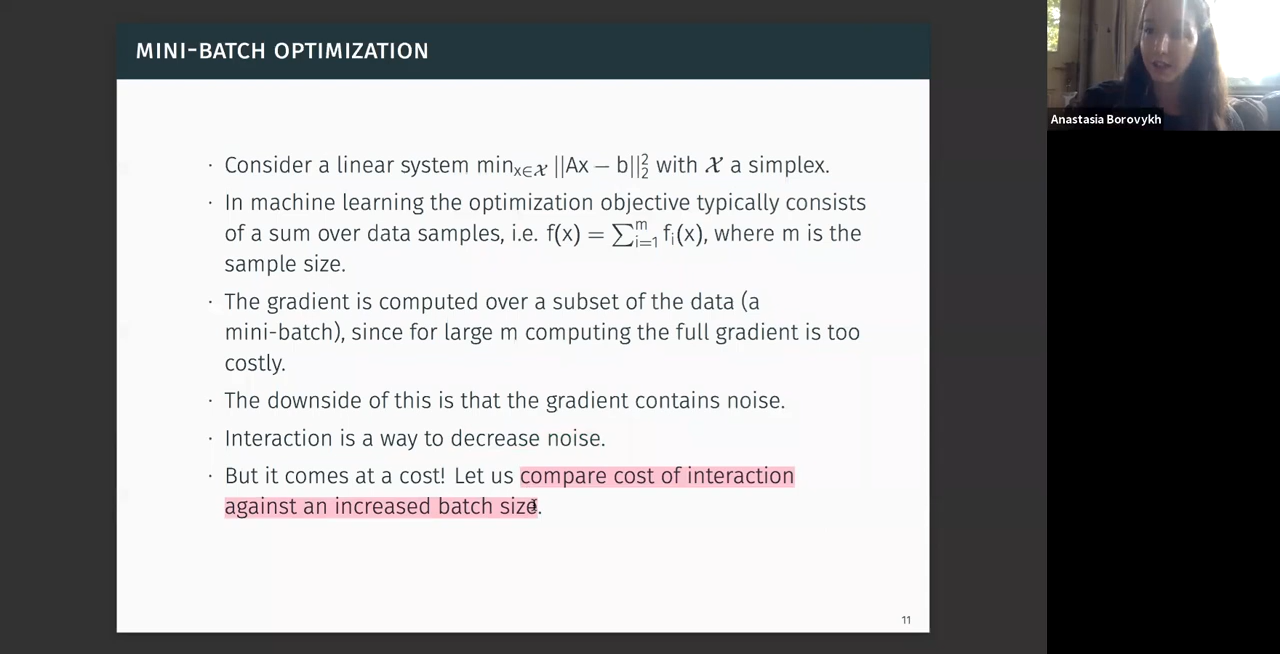 MINI-BATCH OPTIMIZATION
Anastasia Borovykh
· Consider a linear system min_{x∈𝒳} ||Ax − b||₂² with 𝒳 a simplex.
· In machine learning the optimization objective typically consists
of a sum over data samples, i.e. f(x) = ∑_{i=1}^{m} f_i(x), where m is the
sample size.
· The gradient is computed over a subset of the data (a
mini-batch), since for large m computing the full gradient is too
costly.
· The downside of this is that the gradient contains noise.
· Interaction is a way to decrease noise.
· But it comes at a cost! Let us compare cost of interaction
against an increased batch size.
11